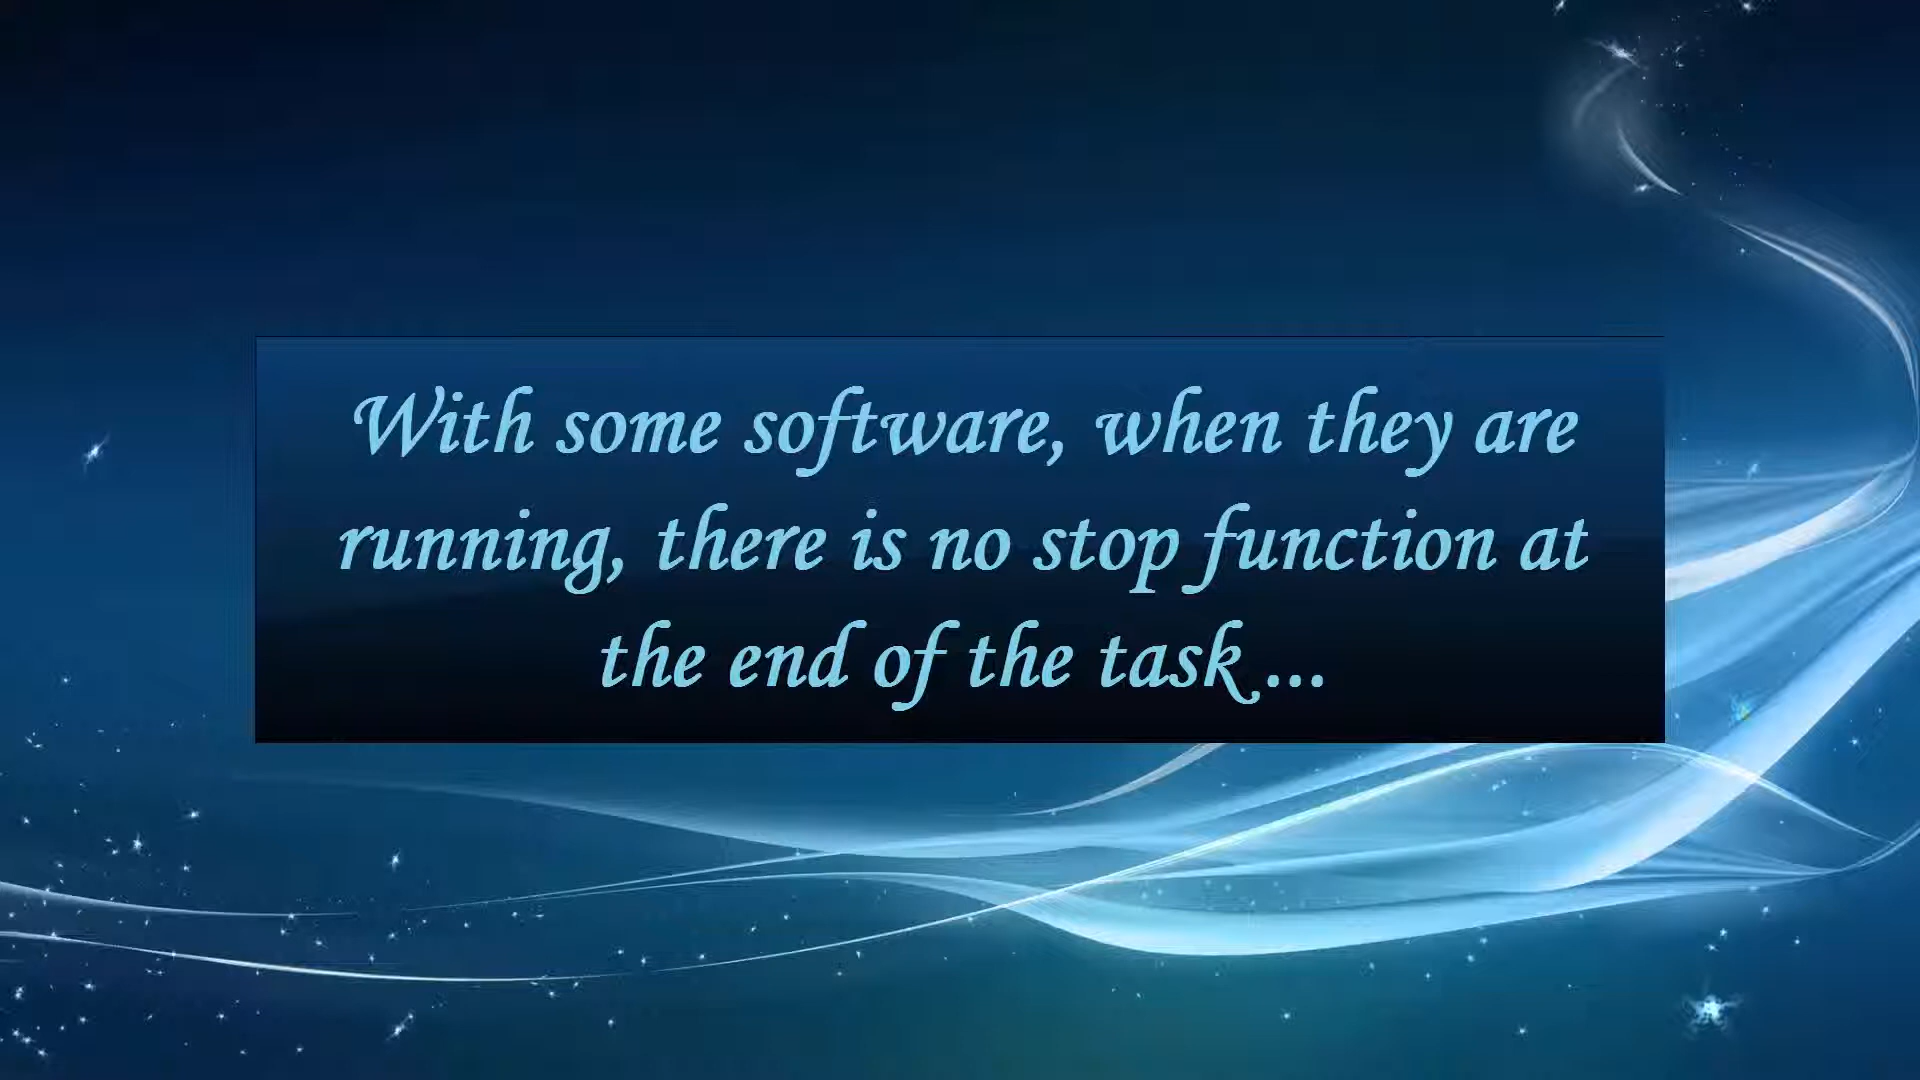 With some software, when they are
running, there is no stop function at
the end of the task...